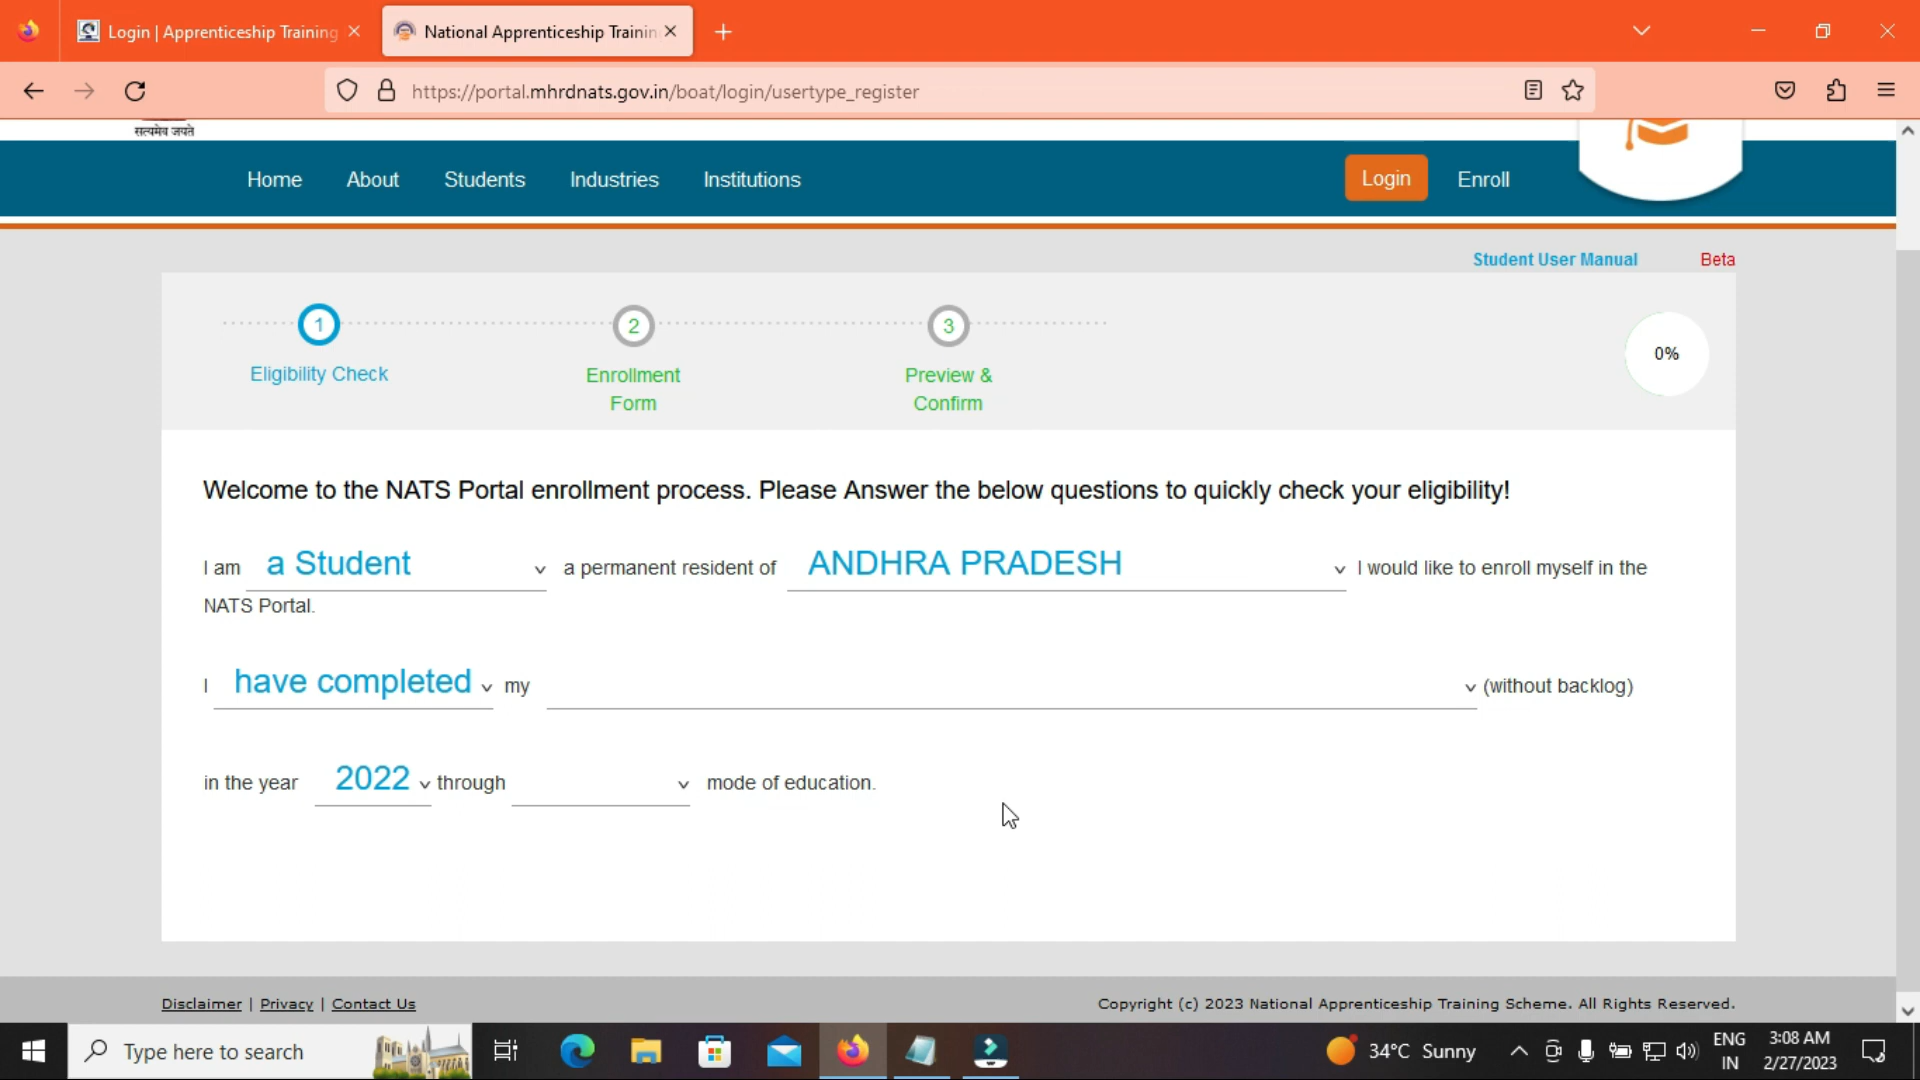 Login | Apprenticeship Training
National Apprenticeship Trainin
https://portal.mhrdnats.gov.in/boat/login/usertype_register
सत्यमेव जयते
Home About Students Industries Institutions Login Enroll
Student User Manual Beta
1 2 3
0%
Eligibility Check
Enrollment
Form
Preview &
Confirm
Welcome to the NATS Portal enrollment process. Please Answer the below questions to quickly check your eligibility!
I am a Student a permanent resident of ANDHRA PRADESH I would like to enroll myself in the
NATS Portal.
I have completed my (without backlog)
in the year 2022 through mode of education.
Disclaimer | Privacy | Contact Us Copyright (c) 2023 National Apprenticeship Training Scheme. All Rights Reserved.
Type here to search
34°C Sunny
ENG
IN
3:08 AM
2/27/2023